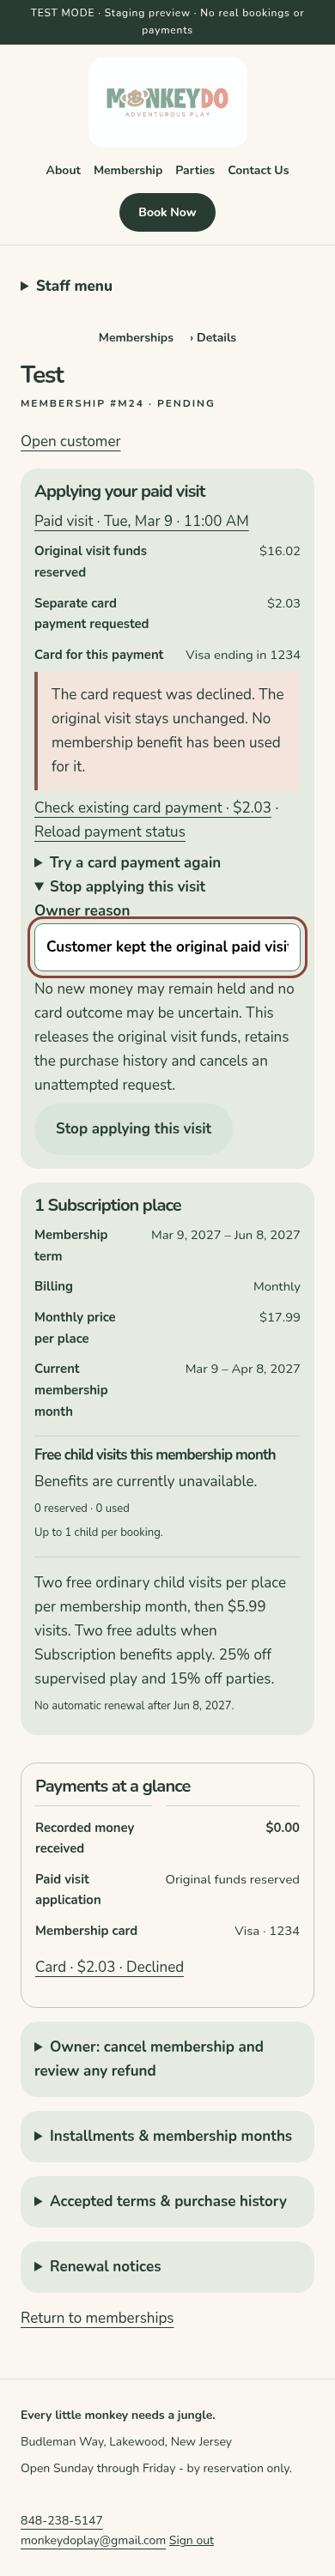 TEST MODE · Staging preview · No real bookings or
payments
MONKEYDO
ADVENTUROUS PLAY
About Membership Parties Contact Us
Book Now
▶ Staff menu
Memberships › Details
Test
MEMBERSHIP #M24 · PENDING
Open customer
Applying your paid visit
Paid visit · Tue, Mar 9 · 11:00 AM
Original visit funds $16.02
reserved
Separate card $2.03
payment requested
Card for this payment Visa ending in 1234
The card request was declined. The
original visit stays unchanged. No
membership benefit has been used
for it.
Check existing card payment · $2.03 ·
Reload payment status
▶ Try a card payment again
▼ Stop applying this visit
Owner reason
Customer kept the original paid visi
No new money may remain held and no
card outcome may be uncertain. This
releases the original visit funds, retains
the purchase history and cancels an
unattempted request.
Stop applying this visit
1 Subscription place
Membership Mar 9, 2027 – Jun 8, 2027
term
Billing Monthly
Monthly price $17.99
per place
Current Mar 9 – Apr 8, 2027
membership
month
Free child visits this membership month
Benefits are currently unavailable.
0 reserved · 0 used
Up to 1 child per booking.
Two free ordinary child visits per place
per membership month, then $5.99
visits. Two free adults when
Subscription benefits apply. 25% off
supervised play and 15% off parties.
No automatic renewal after Jun 8, 2027.
Payments at a glance
Recorded money $0.00
received
Paid visit Original funds reserved
application
Membership card Visa · 1234
Card · $2.03 · Declined
▶ Owner: cancel membership and
review any refund
▶ Installments & membership months
▶ Accepted terms & purchase history
▶ Renewal notices
Return to memberships
Every little monkey needs a jungle.
Budleman Way, Lakewood, New Jersey
Open Sunday through Friday - by reservation only.
848-238-5147
monkeydoplay@gmail.com Sign out